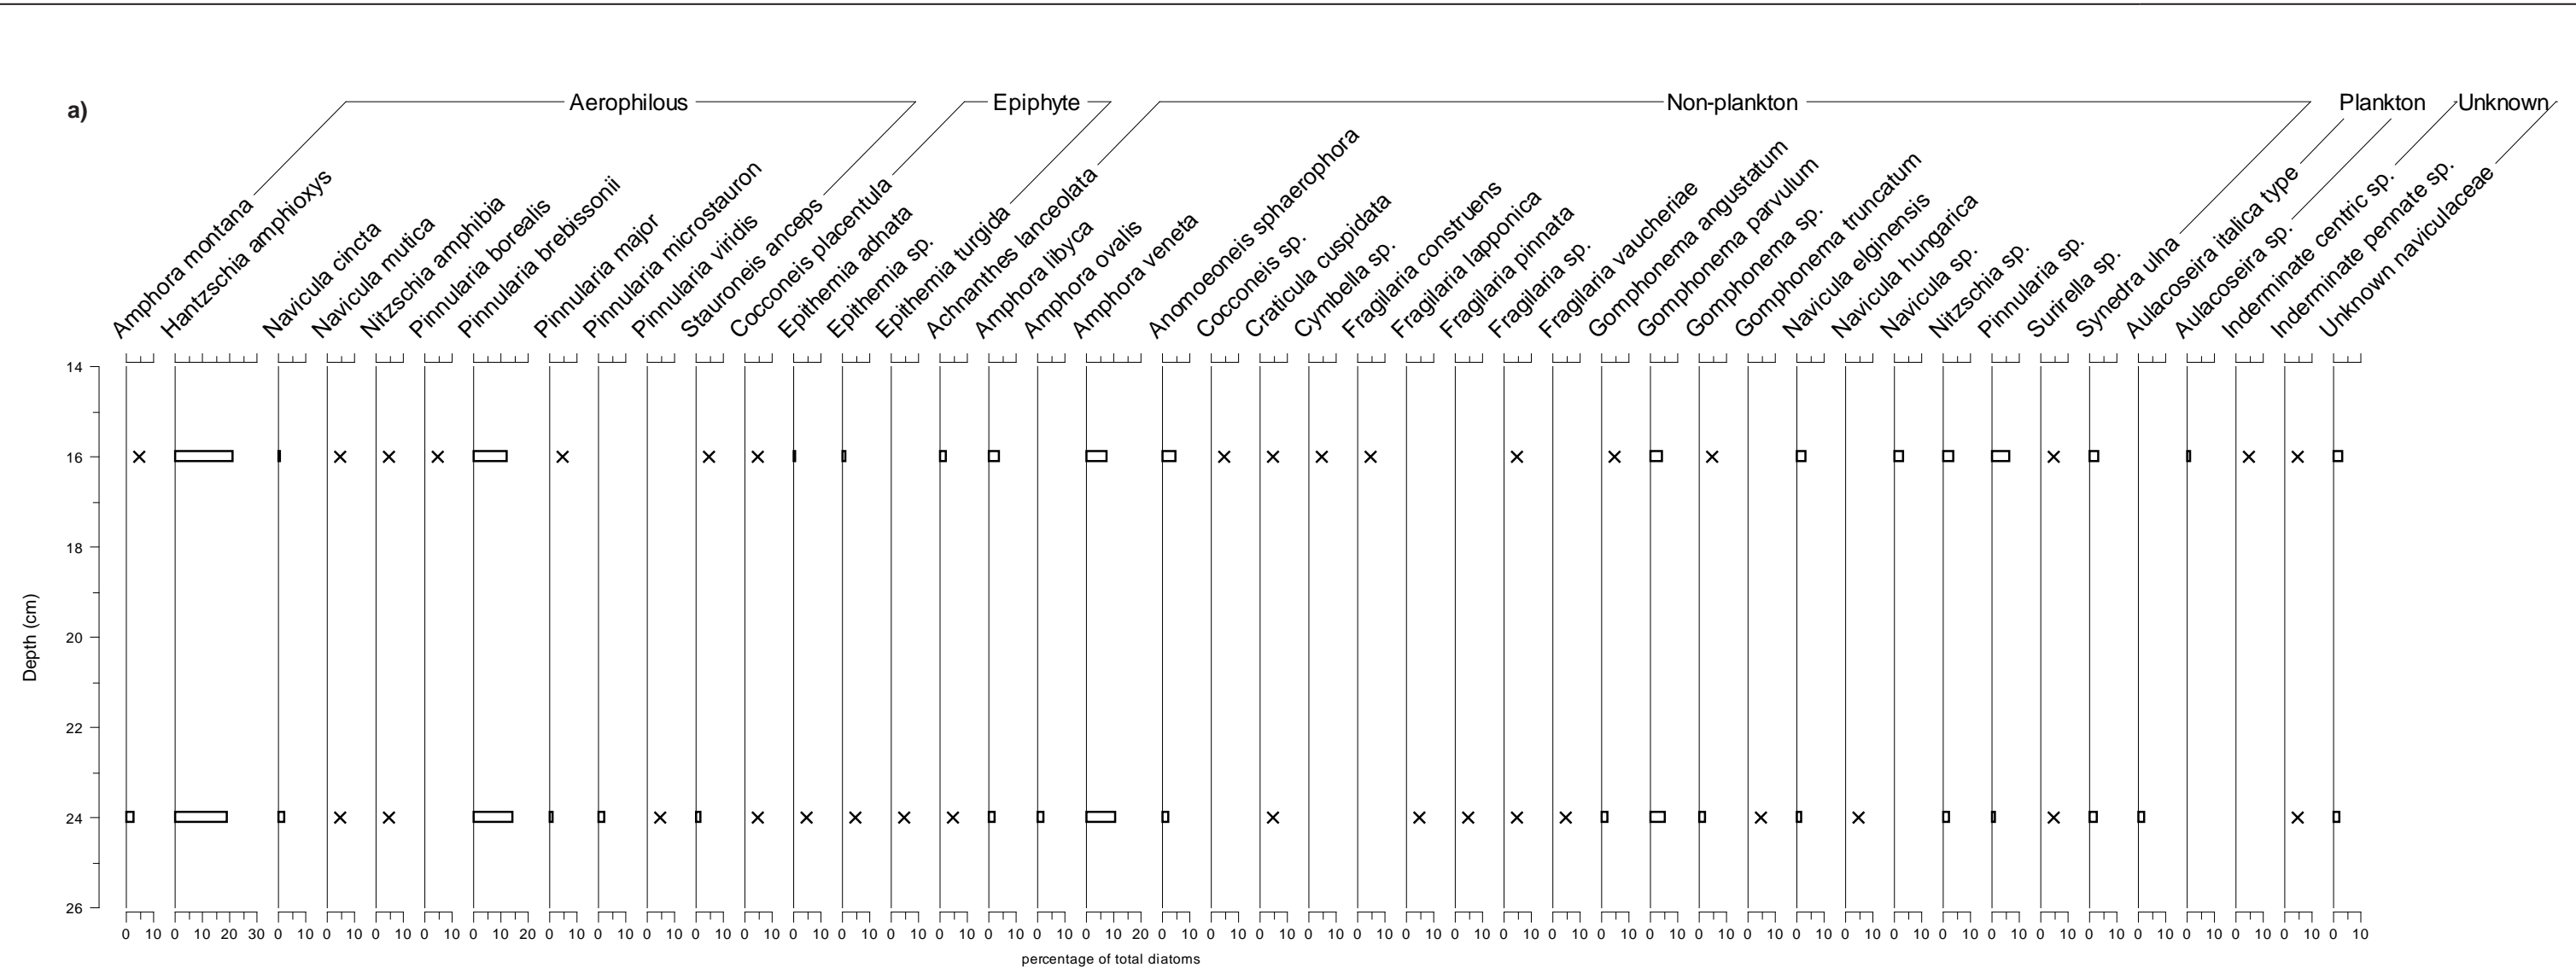 a)
Aerophilous
Epiphyte
Non-plankton
Plankton
Unknown
Amphora montana
Hantzschia amphioxys
Navicula cincta
Navicula mutica
Nitzschia amphibia
Pinnularia borealis
Pinnularia brebissonii
Pinnularia major
Pinnularia microstauron
Pinnularia viridis
Stauroneis anceps
Cocconeis placentula
Epithemia adnata
Epithemia sp.
Epithemia turgida
Achnanthes lanceolata
Amphora libyca
Amphora ovalis
Amphora veneta
Anomoeoneis sphaerophora
Cocconeis sp.
Craticula cuspidata
Cymbella sp.
Fragilaria construens
Fragilaria lapponica
Fragilaria pinnata
Fragilaria sp.
Fragilaria vaucheriae
Gomphonema angustatum
Gomphonema parvulum
Gomphonema sp.
Gomphonema truncatum
Navicula elginensis
Navicula hungarica
Navicula sp.
Nitzschia sp.
Pinnularia sp.
Surirella sp.
Synedra ulna
Aulacoseira italica type
Aulacoseira sp.
Inderminate centric sp.
Inderminate pennate sp.
Unknown naviculaceae
14
16
18
20
22
24
26
Depth (cm)
0 10 0 10 20 30 0 10 0 10 0 10 0 10 0 10 20 0 10 0 10 0 10 0 10 0 10 0 10 0 10 0 10 0 10 0 10 0 10 0 10 20 0 10 0 10 0 10 0 10 0 10 0 10 0 10 0 10 0 10 0 10 0 10 0 10 0 10 0 10 0 10 0 10 0 10 0 10 0 10 0 10 0 10 0 10 0 10 0 10 0 10
percentage of total diatoms